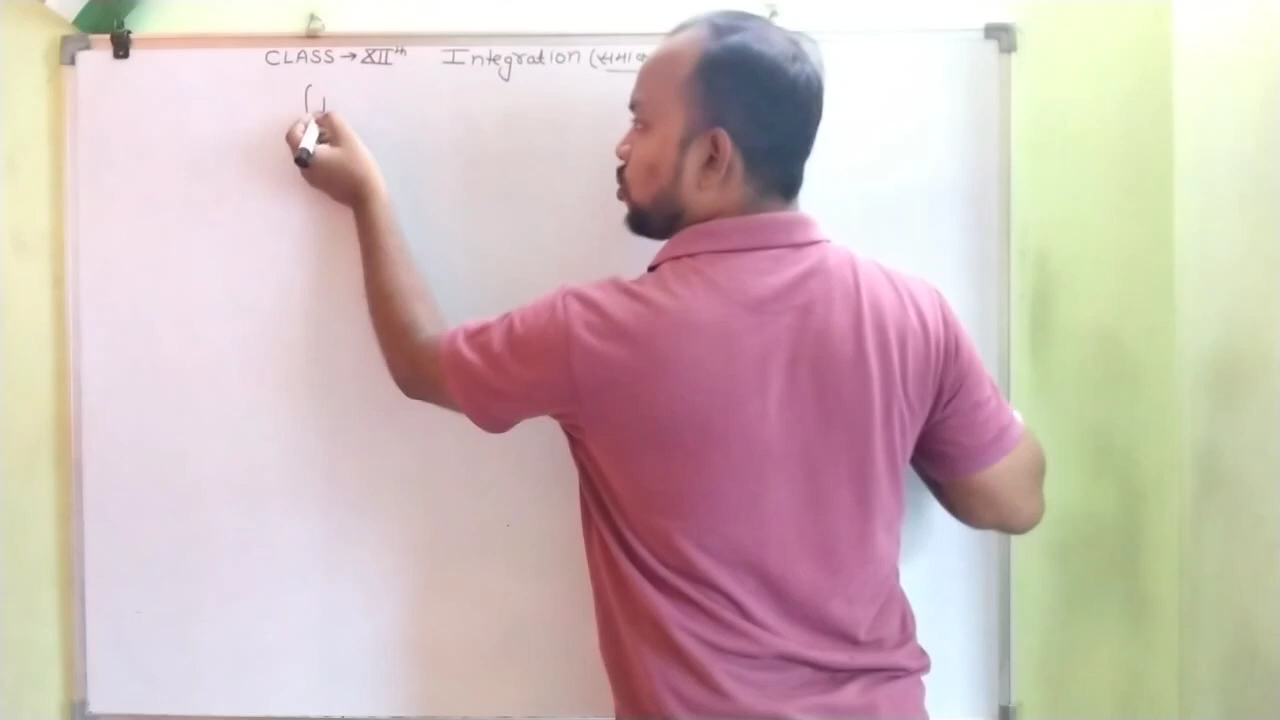 CLASS → XIIth Integration (